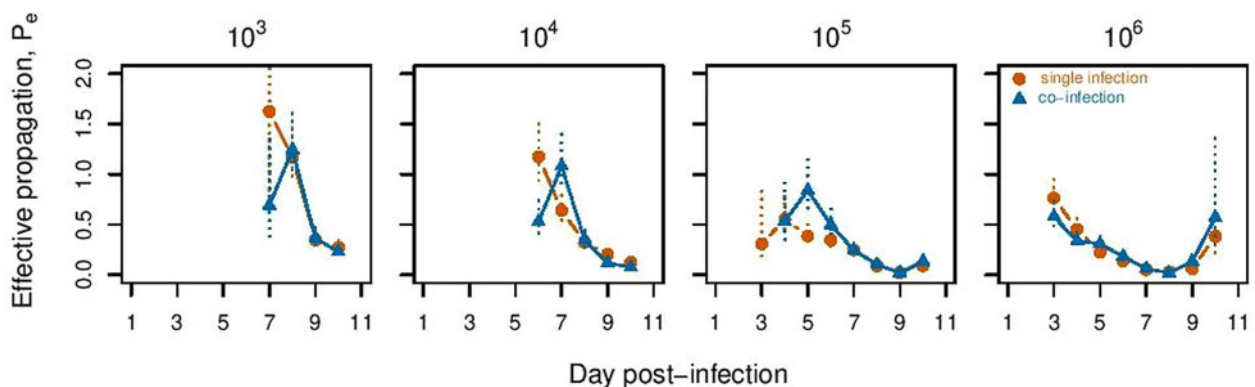 10³ 10⁴ 10⁵ 10⁶
Effective propagation, Pₑ
2.0
1.5
1.0
0.5
0.0
single infection
co-infection
1 3 5 7 9 11 1 3 5 7 9 11 1 3 5 7 9 11 1 3 5 7 9 11
Day post-infection